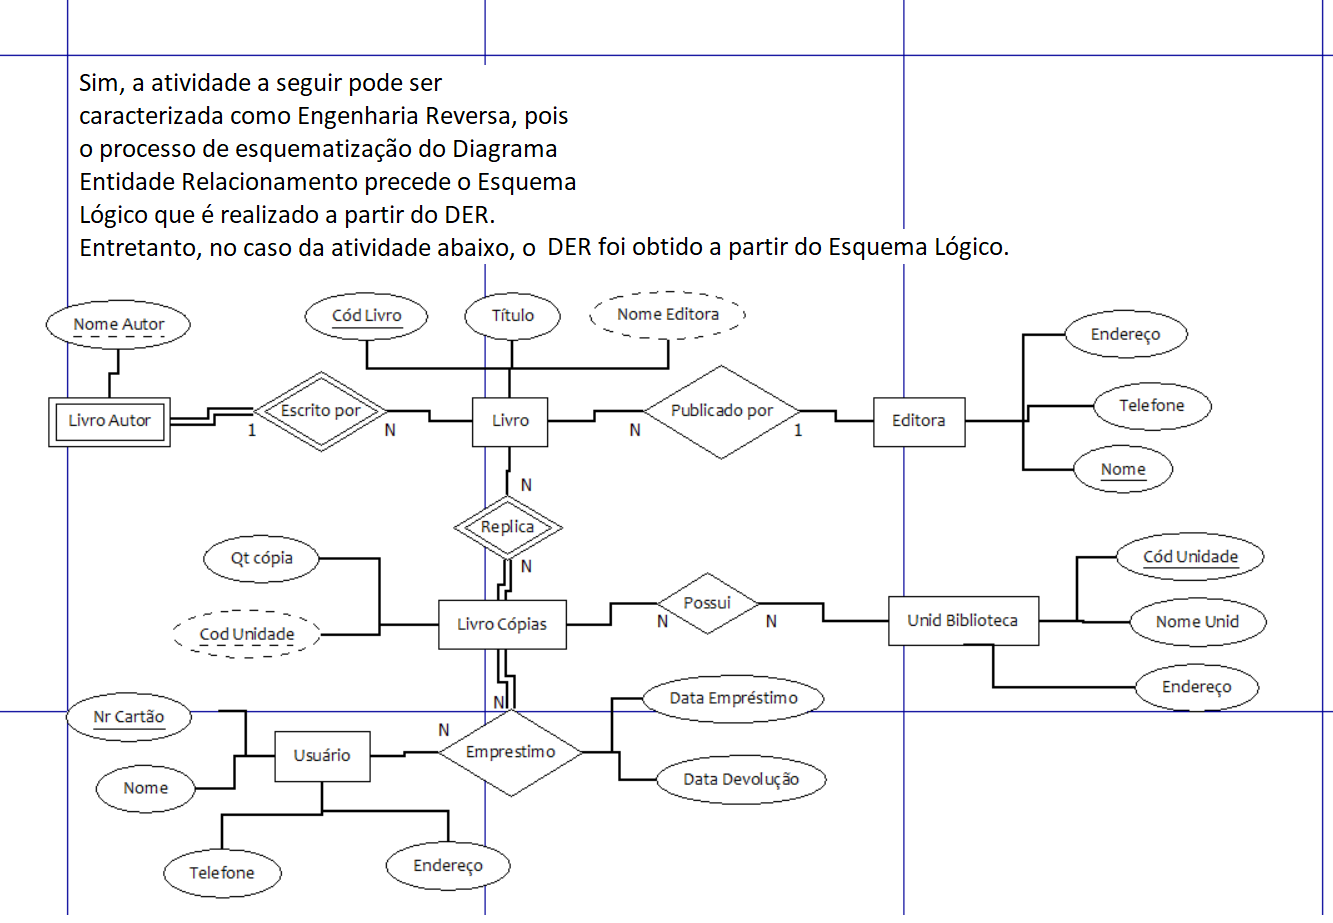 Sim, a atividade a seguir pode ser
caracterizada como Engenharia Reversa, pois
o processo de esquematização do Diagrama
Entidade Relacionamento precede o Esquema
Lógico que é realizado a partir do DER.
Entretanto, no caso da atividade abaixo, o DER foi obtido a partir do Esquema Lógico.
Nome Autor
Cód Livro
Título
Nome Editora
Endereço
Telefone
Nome
Livro Autor
1
Escrito por
N
Livro
N
Publicado por
1
Editora
N
Replica
N
Qt cópia
Cod Unidade
Livro Cópias
N
Possui
N
Unid Biblioteca
Cód Unidade
Nome Unid
Endereço
N
N
Emprestimo
Data Empréstimo
Data Devolução
Nr Cartão
Usuário
Nome
Telefone
Endereço